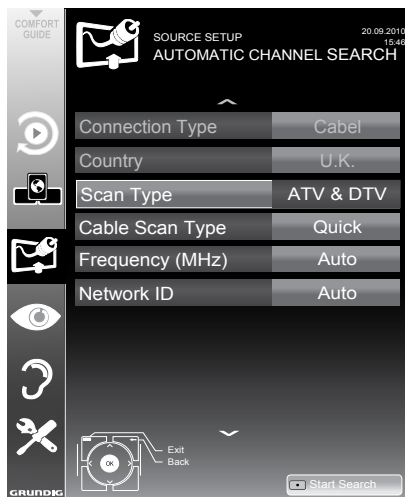 COMFORT
GUIDE
SOURCE SETUP
20.09.2010
15:46
AUTOMATIC CHANNEL SEARCH
Connection Type Cabel
Country U.K.
Scan Type ATV & DTV
Cable Scan Type Quick
Frequency (MHz) Auto
Network ID Auto
Exit
OK
Back
Start Search
GRUNDIG